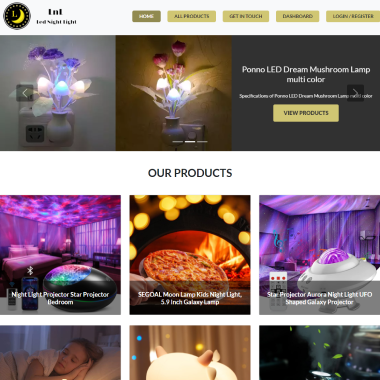 LnL
Led Night Light
HOME
ALL PRODUCTS
GET IN TOUCH
DASHBOARD
LOGIN / REGISTER
Ponno LED Dream Mushroom Lamp
multi color
Specifications of Ponno LED Dream Mushroom Lamp multi color
VIEW PRODUCTS
OUR PRODUCTS
Night Light Projector Star Projector
Bedroom
SEGOAL Moon Lamp Kids Night Light,
5.9 Inch Galaxy Lamp
Star Projector Aurora Night Light UFO
Shaped Galaxy Projector